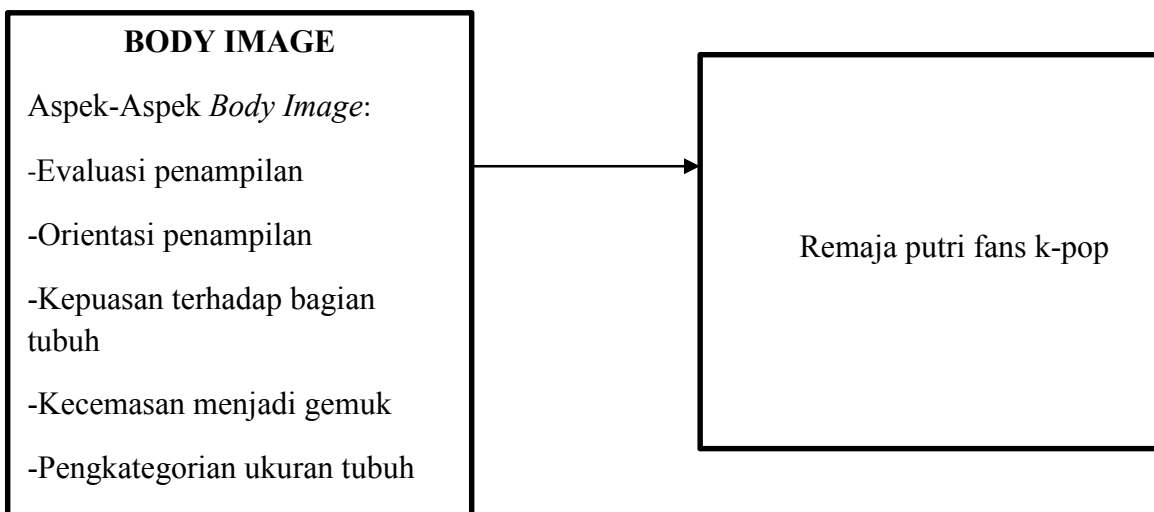 BODY IMAGE
Aspek-Aspek Body Image:
-Evaluasi penampilan
-Orientasi penampilan
-Kepuasan terhadap bagian
tubuh
-Kecemasan menjadi gemuk
-Pengkategorian ukuran tubuh
Remaja putri fans k-pop